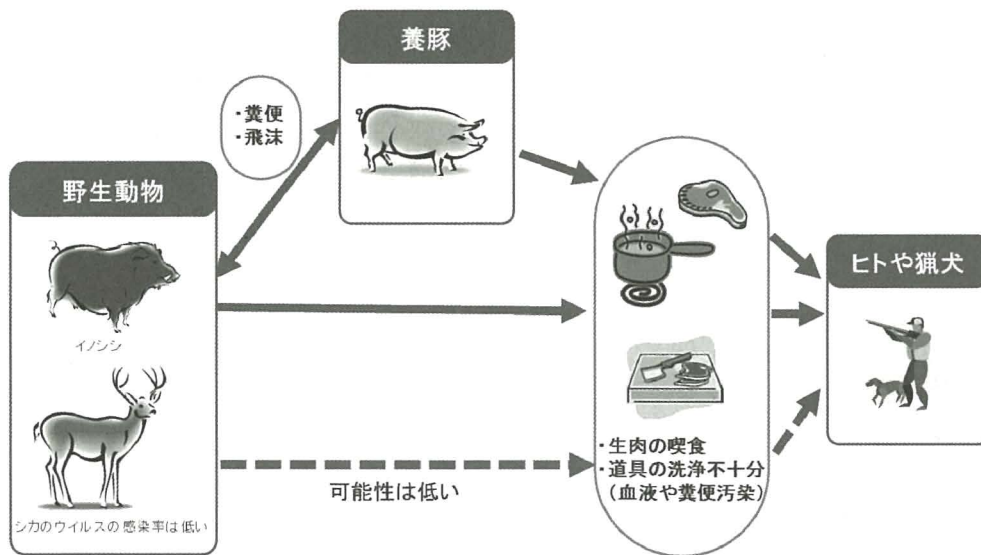 養豚
・糞便
・飛沫
野生動物
イノシシ
シカのウイルスの感染率は低い
可能性は低い
・生肉の喫食
・道具の洗浄不十分
（血液や糞便汚染）
ヒトや猟犬